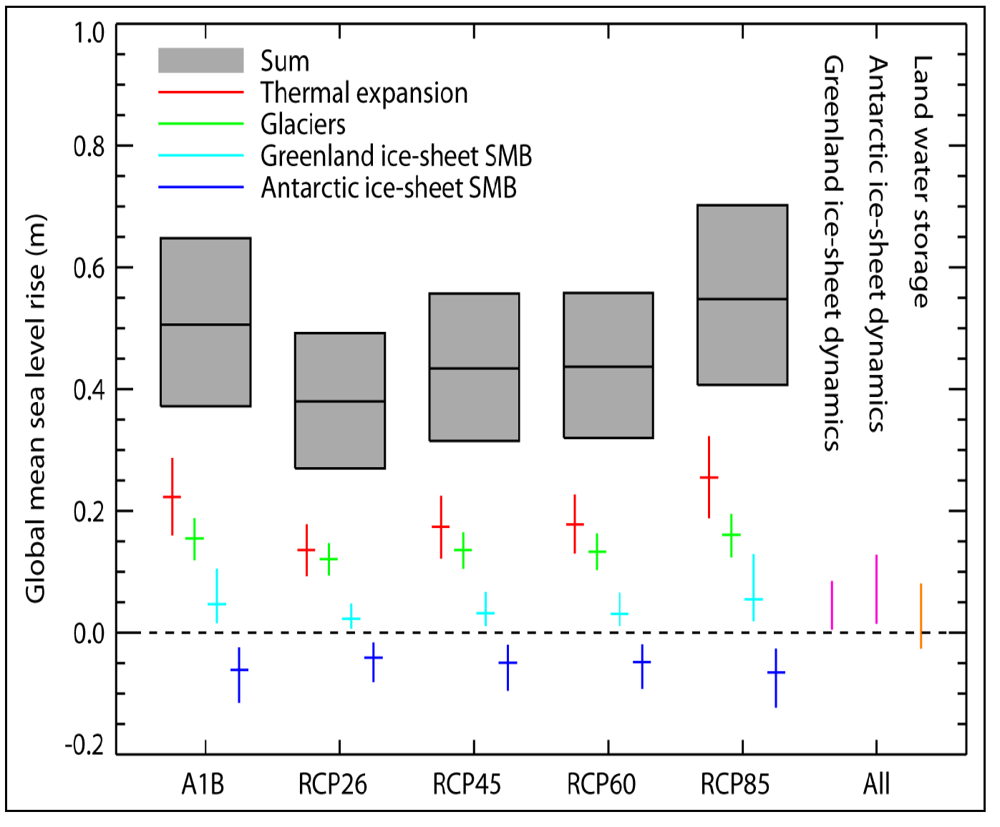 Global mean sea level rise (m)
1.0
0.8
0.6
0.4
0.2
0.0
-0.2
Sum
Thermal expansion
Glaciers
Greenland ice-sheet SMB
Antarctic ice-sheet SMB
Greenland ice-sheet dynamics
Antarctic ice-sheet dynamics
Land water storage
A1B
RCP26
RCP45
RCP60
RCP85
All